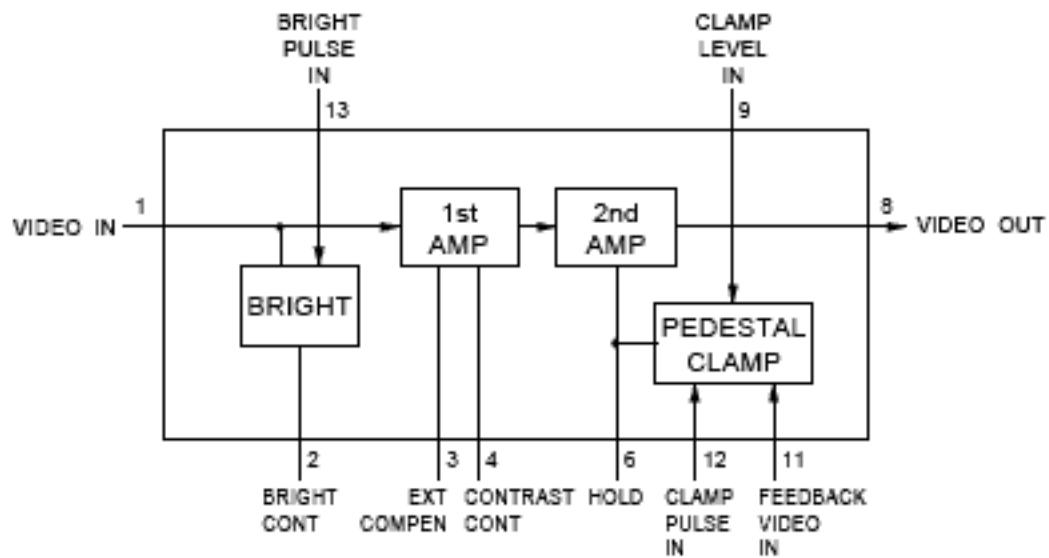 BRIGHT
PULSE
IN
13
CLAMP
LEVEL
IN
9
1
VIDEO IN
1st
AMP
2nd
AMP
8
VIDEO OUT
BRIGHT
PEDESTAL
CLAMP
2
BRIGHT
CONT
3
EXT
COMPEN
4
CONTRAST
CONT
6
HOLD
12
CLAMP
PULSE
IN
11
FEEDBACK
VIDEO
IN